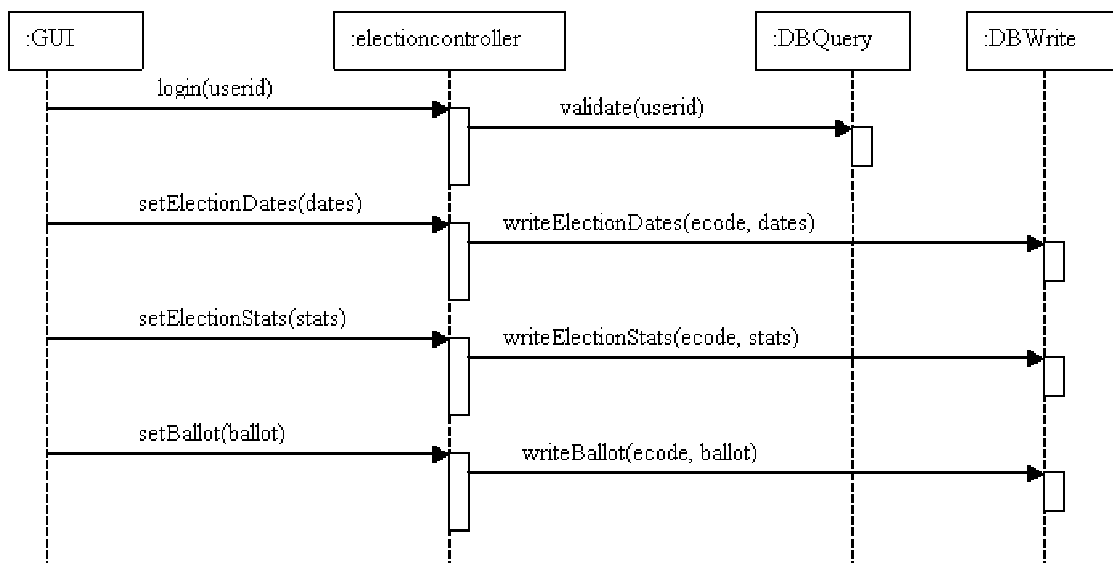 :GUI
:electioncontroller
:DBQuery
:DBWrite
login(userid)
validate(userid)
setElectionDates(dates)
writeElectionDates(ecode, dates)
setElectionStats(stats)
writeElectionStats(ecode, stats)
setBallot(ballot)
writeBallot(ecode, ballot)